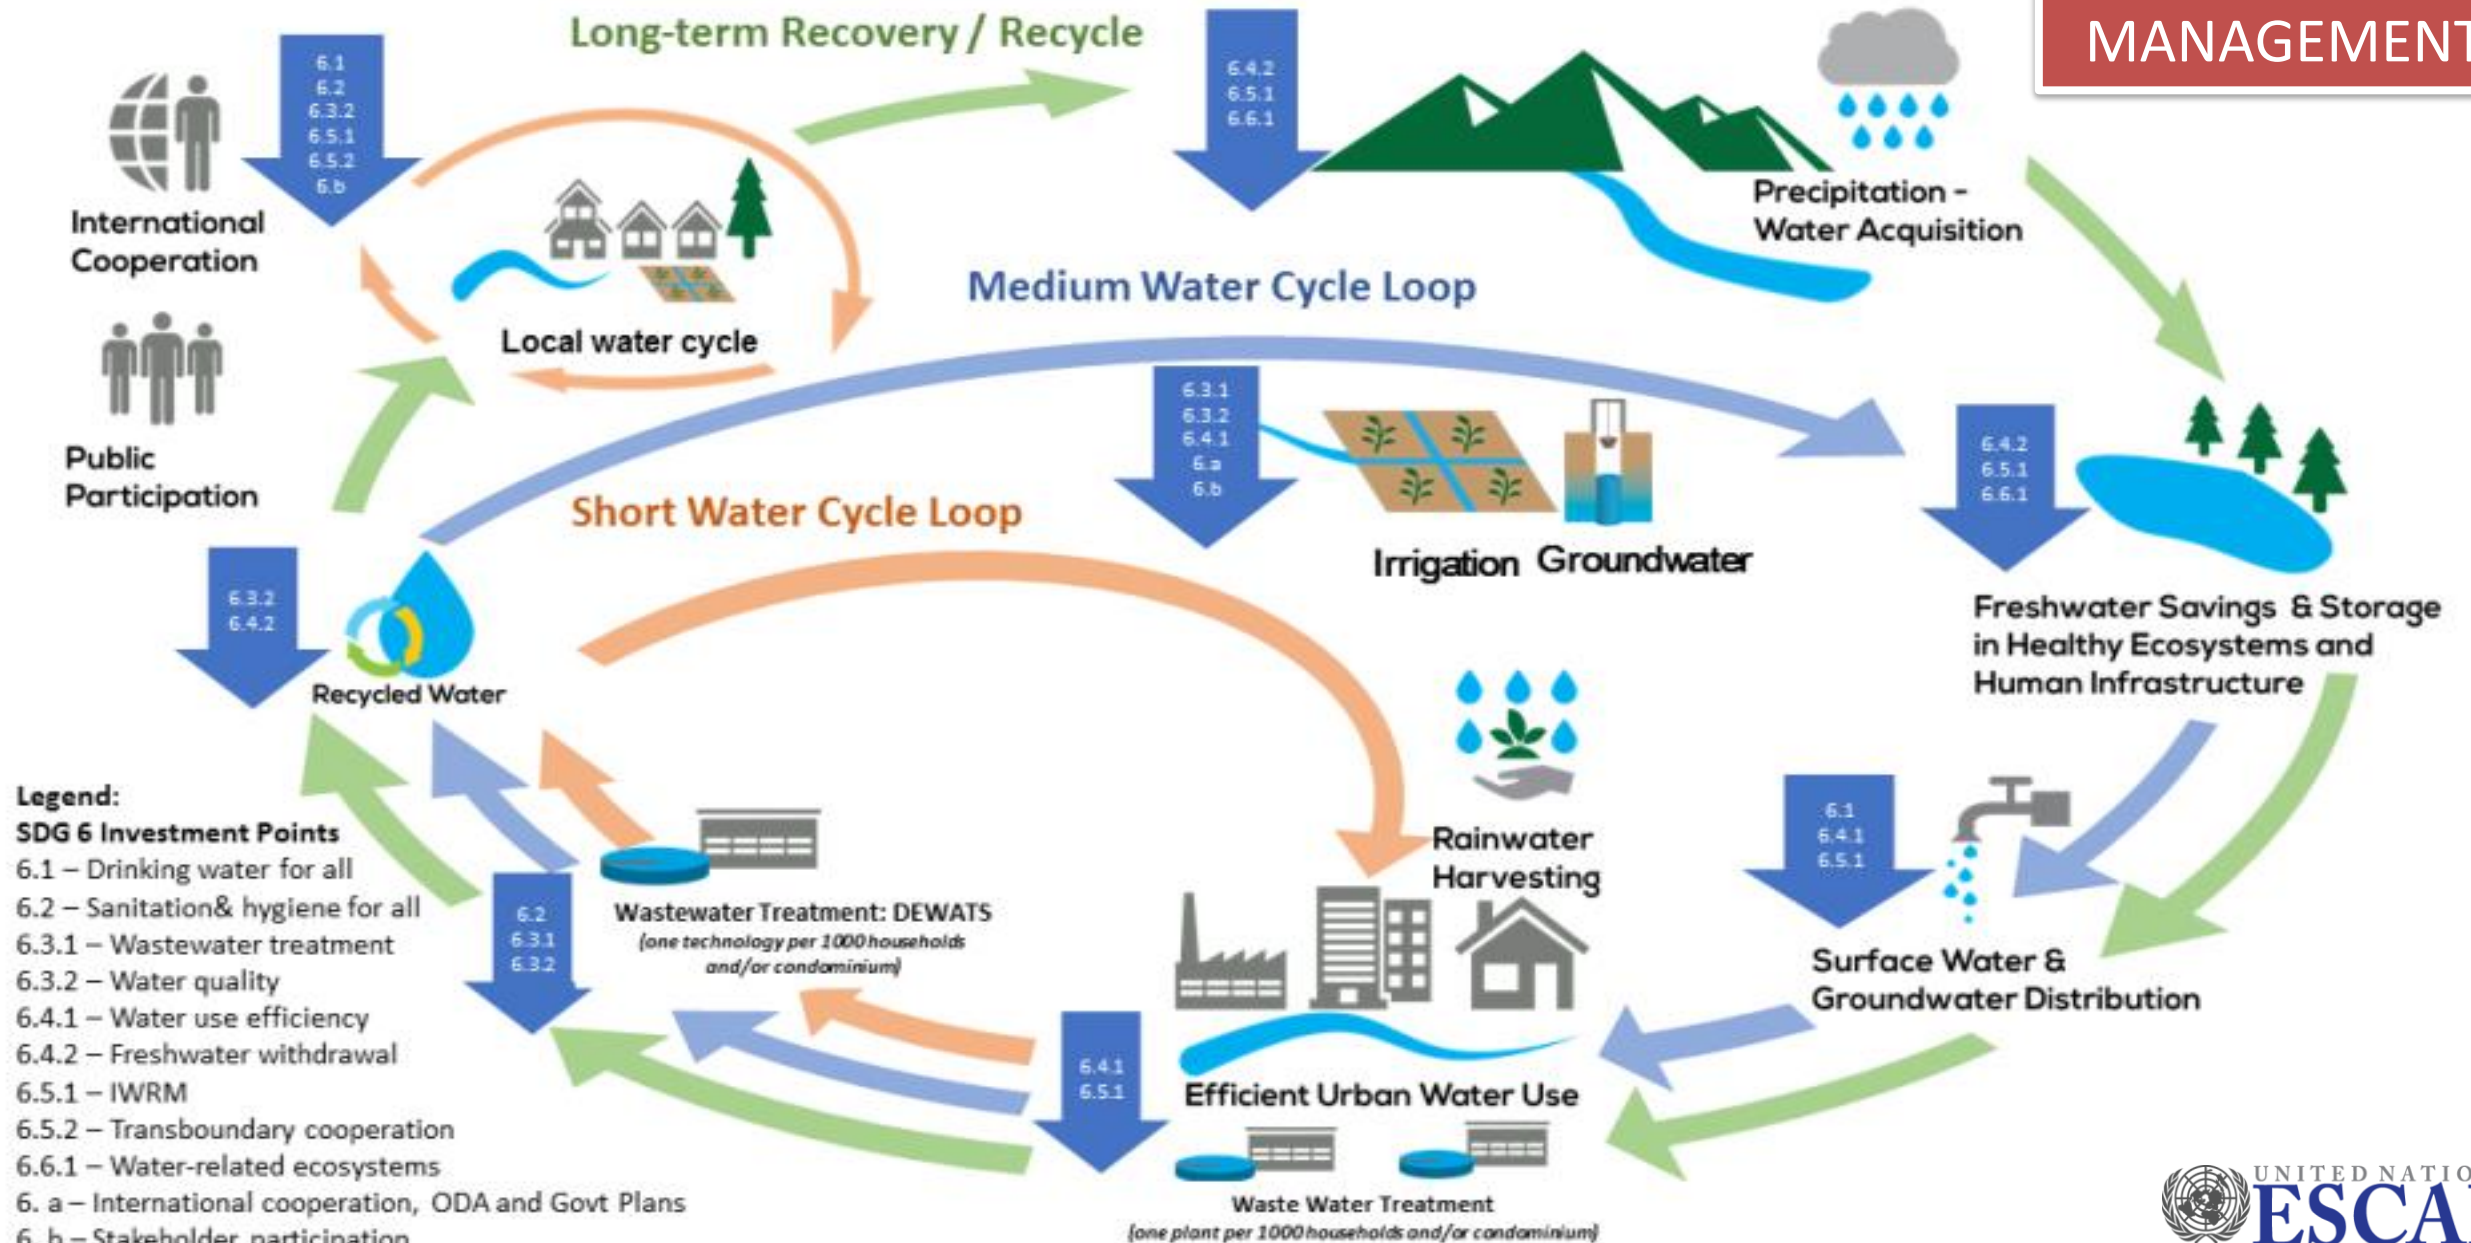 MANAGEMENT
Long-term Recovery / Recycle
6.1
6.2
6.3.2
6.5.1
6.5.2
6.b
International
Cooperation
6.4.2
6.5.1
6.6.1
Precipitation -
Water Acquisition
Local water cycle
Medium Water Cycle Loop
Public
Participation
6.3.1
6.3.2
6.4.1
6.a
6.b
Irrigation
Groundwater
6.4.2
6.5.1
6.6.1
Freshwater Savings & Storage
in Healthy Ecosystems and
Human Infrastructure
Short Water Cycle Loop
6.3.2
6.4.2
Recycled Water
Rainwater
Harvesting
6.1
6.4.1
6.5.1
Surface Water &
Groundwater Distribution
6.2
6.3.1
6.3.2
Wastewater Treatment: DEWATS
(one technology per 1000 households
and/or condominium)
6.4.1
6.5.1
Efficient Urban Water Use
Waste Water Treatment
(one plant per 1000 households and/or condominium)
Legend:
SDG 6 Investment Points
6.1 – Drinking water for all
6.2 – Sanitation& hygiene for all
6.3.1 – Wastewater treatment
6.3.2 – Water quality
6.4.1 – Water use efficiency
6.4.2 – Freshwater withdrawal
6.5.1 – IWRM
6.5.2 – Transboundary cooperation
6.6.1 – Water-related ecosystems
6. a – International cooperation, ODA and Govt Plans
6. b – Stakeholder participation
UNITED NATIO
ESCA